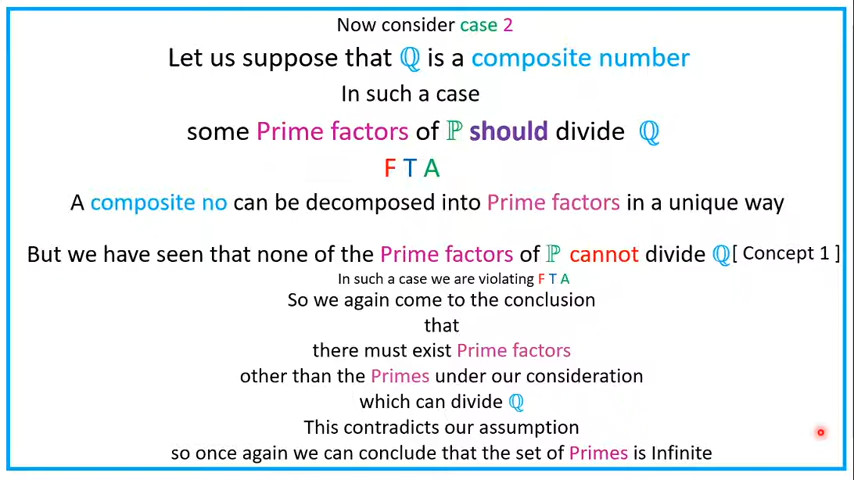 Now consider case 2
Let us suppose that ℚ is a composite number
In such a case
some Prime factors of ℙ should divide ℚ
F T A
A composite no can be decomposed into Prime factors in a unique way
But we have seen that none of the Prime factors of ℙ cannot divide ℚ [ Concept 1 ]
In such a case we are violating F T A
So we again come to the conclusion
that
there must exist Prime factors
other than the Primes under our consideration
which can divide ℚ
This contradicts our assumption
so once again we can conclude that the set of Primes is Infinite